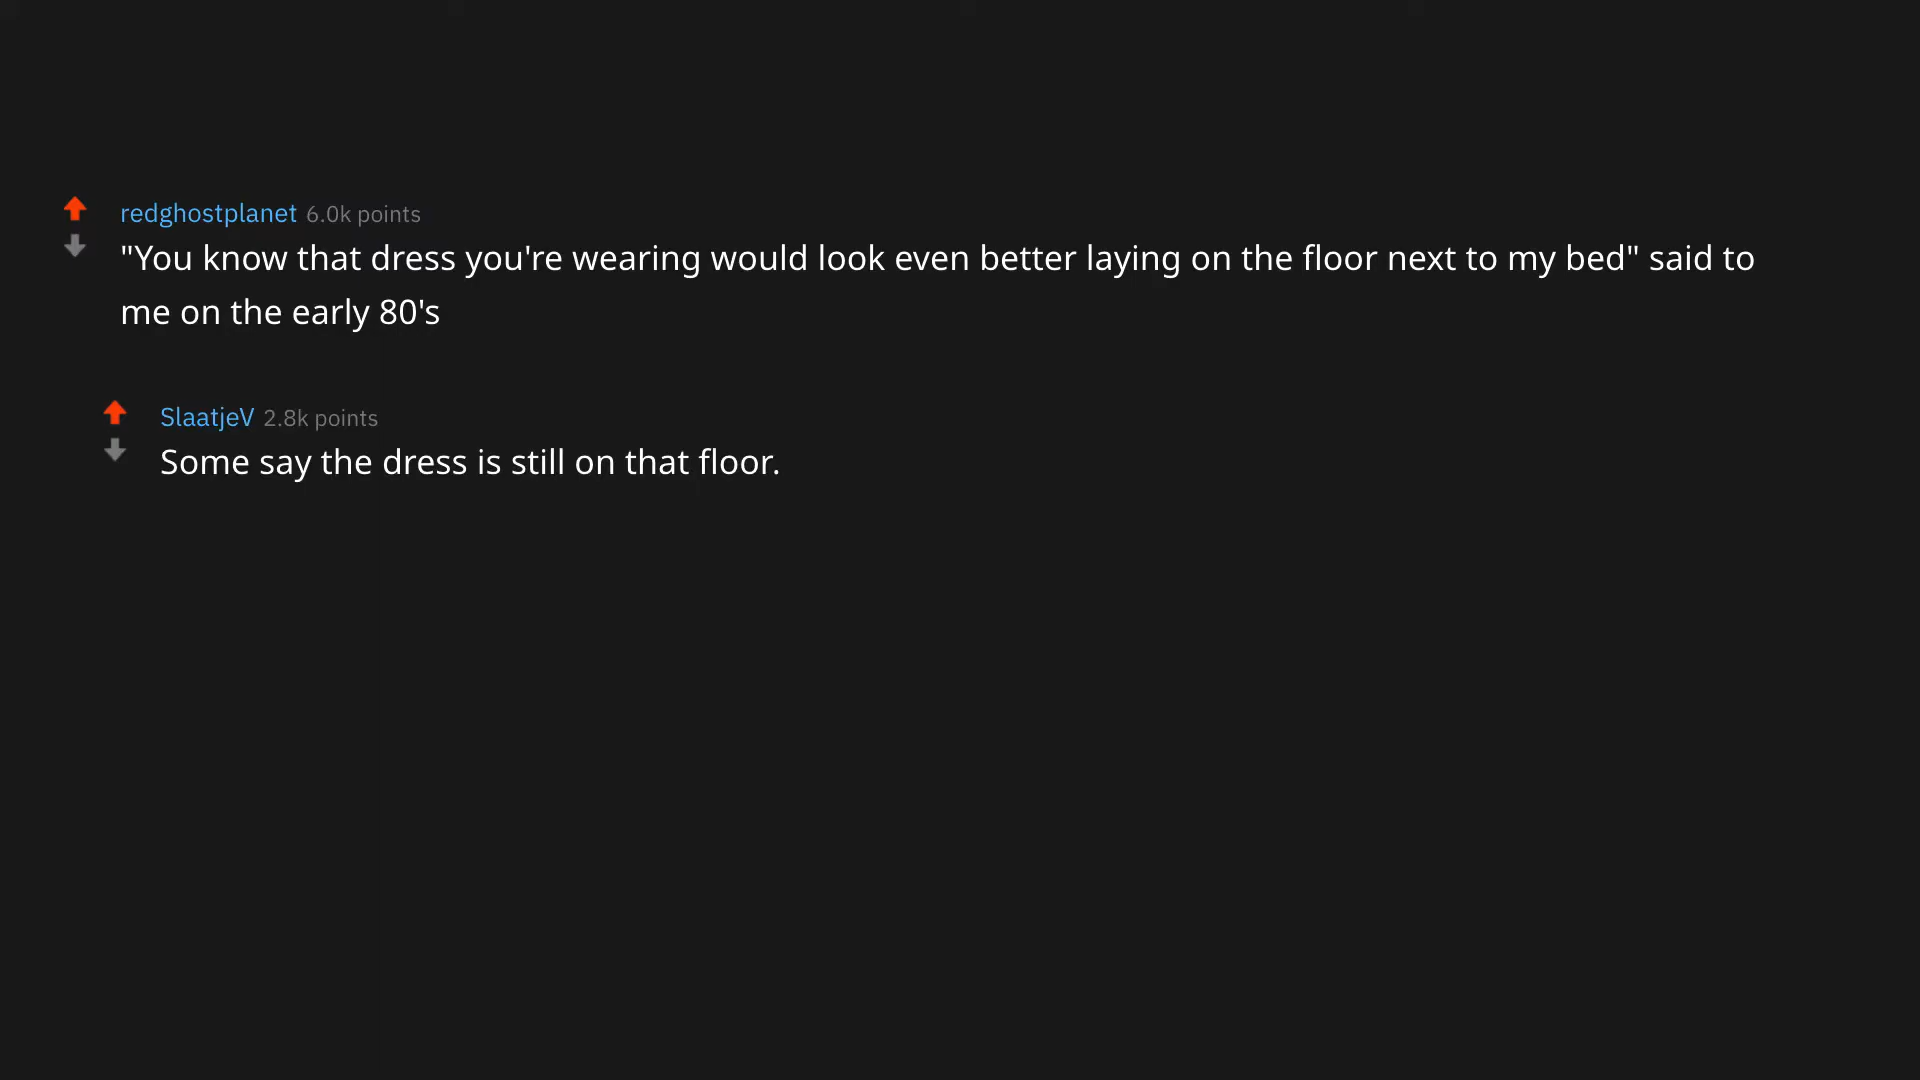 redghostplanet 6.0k points
"You know that dress you're wearing would look even better laying on the floor next to my bed" said to
me on the early 80's
SlaatjeV 2.8k points
Some say the dress is still on that floor.